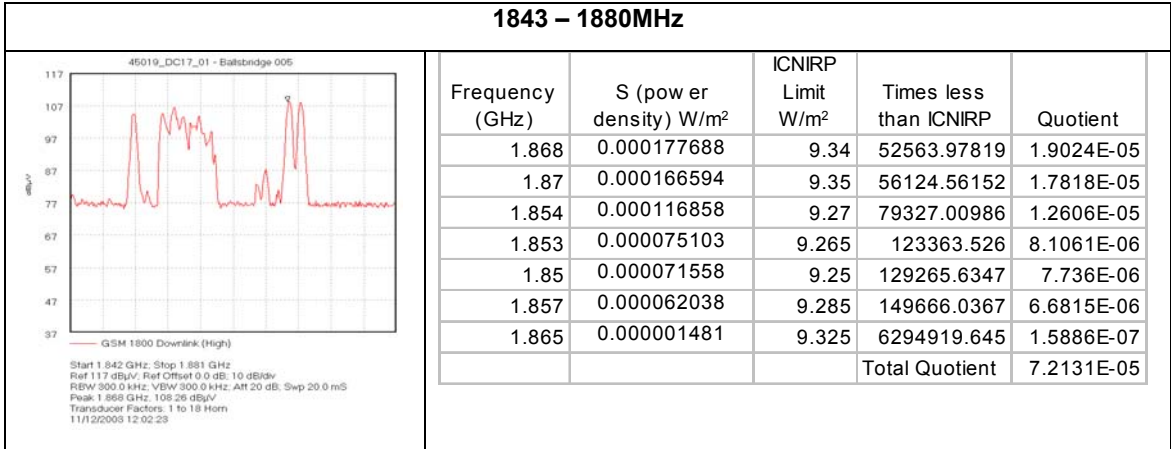 1843 – 1880MHz
45019_DC17_01 - Ballsbridge 005
117
107
97
87
77
67
57
47
37
dBµV
GSM 1800 Downlink (High)
Start 1.842 GHz; Stop 1.881 GHz
Ref 117 dBµV; Ref Offset 0.0 dB; 10 dB/div
RBW 300.0 kHz; VBW 300.0 kHz; Att 20 dB; Swp 20.0 mS
Peak 1.868 GHz, 108.26 dBµV
Transducer Factors: 1 to 18 Horn
11/12/2003 12:02:23
Frequency (GHz) S (pow er density) W/m² ICNIRP Limit W/m² Times less than ICNIRP Quotient
1.868 0.000177688 9.34 52563.97819 1.9024E-05
1.87 0.000166594 9.35 56124.56152 1.7818E-05
1.854 0.000116858 9.27 79327.00986 1.2606E-05
1.853 0.000075103 9.265 123363.526 8.1061E-06
1.85 0.000071558 9.25 129265.6347 7.736E-06
1.857 0.000062038 9.285 149666.0367 6.6815E-06
1.865 0.000001481 9.325 6294919.645 1.5886E-07
Total Quotient 7.2131E-05